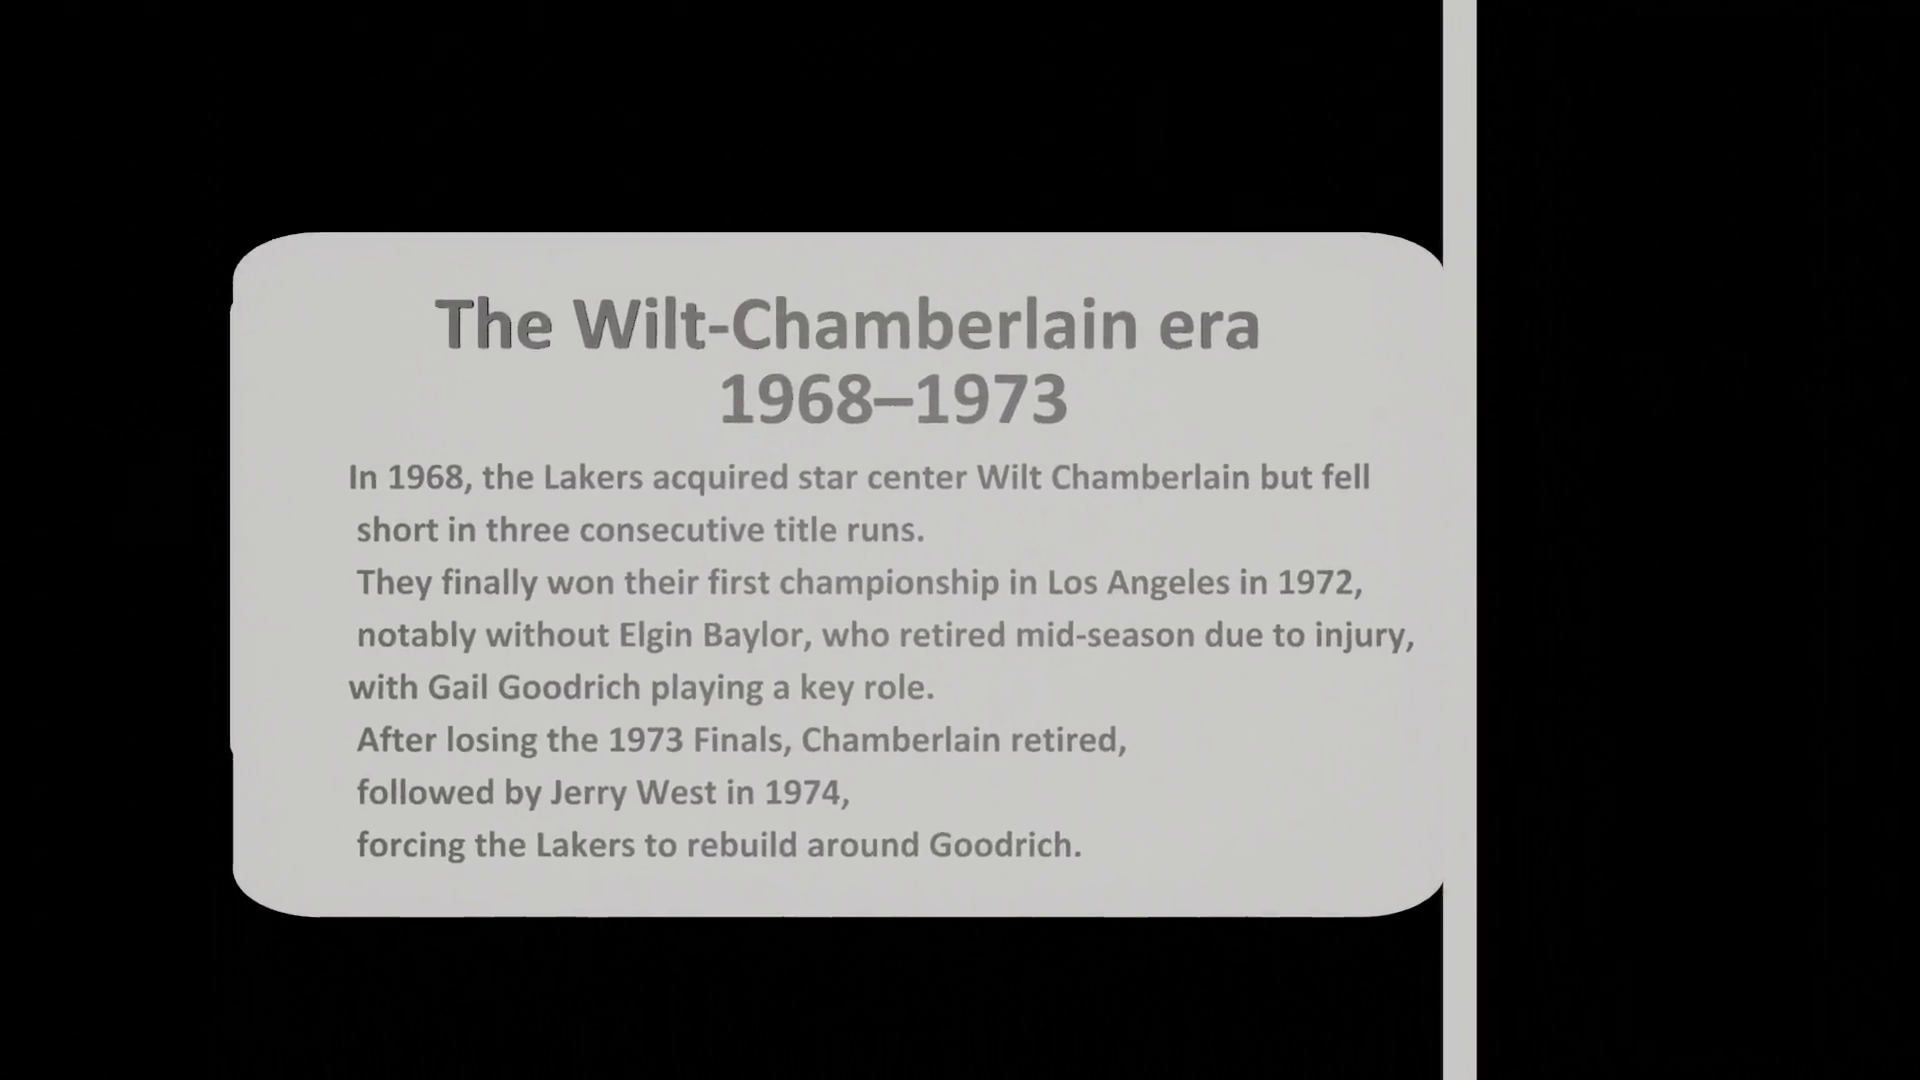 The Wilt-Chamberlain era
1968–1973
In 1968, the Lakers acquired star center Wilt Chamberlain but fell
short in three consecutive title runs.
They finally won their first championship in Los Angeles in 1972,
notably without Elgin Baylor, who retired mid-season due to injury,
with Gail Goodrich playing a key role.
After losing the 1973 Finals, Chamberlain retired,
followed by Jerry West in 1974,
forcing the Lakers to rebuild around Goodrich.